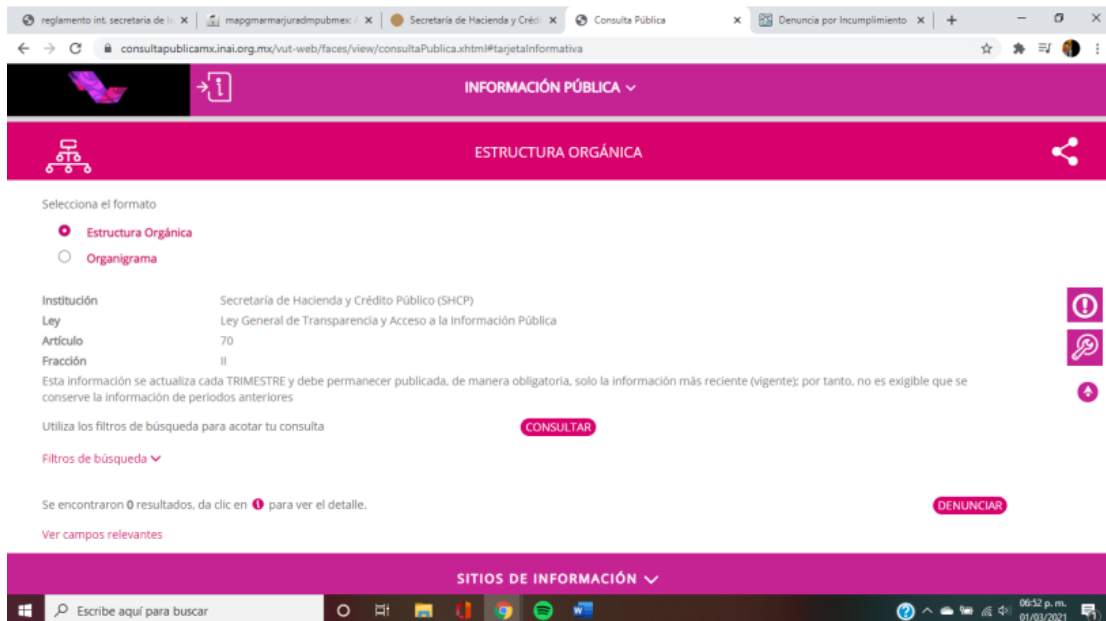 reglamento int. secretaria de l
mapgmarmarjuradmpubmex:
Secretaría de Hacienda y Crédi
Consulta Pública
Denuncia por Incumplimiento
consultapublicamx.inai.org.mx/vut-web/faces/view/consultaPublica.xhtml#tarjetaInformativa
INFORMACIÓN PÚBLICA
ESTRUCTURA ORGÁNICA
Selecciona el formato
Estructura Orgánica
Organigrama
Institución Secretaría de Hacienda y Crédito Público (SHCP)
Ley Ley General de Transparencia y Acceso a la Información Pública
Artículo 70
Fracción II
Esta información se actualiza cada TRIMESTRE y debe permanecer publicada, de manera obligatoria, solo la información más reciente (vigente); por tanto, no es exigible que se
conserve la información de periodos anteriores
Utiliza los filtros de búsqueda para acotar tu consulta CONSULTAR
Filtros de búsqueda
Se encontraron 0 resultados, da clic en para ver el detalle. DENUNCIAR
Ver campos relevantes
SITIOS DE INFORMACIÓN
Escribe aquí para buscar
06:52 p. m.
01/03/2021